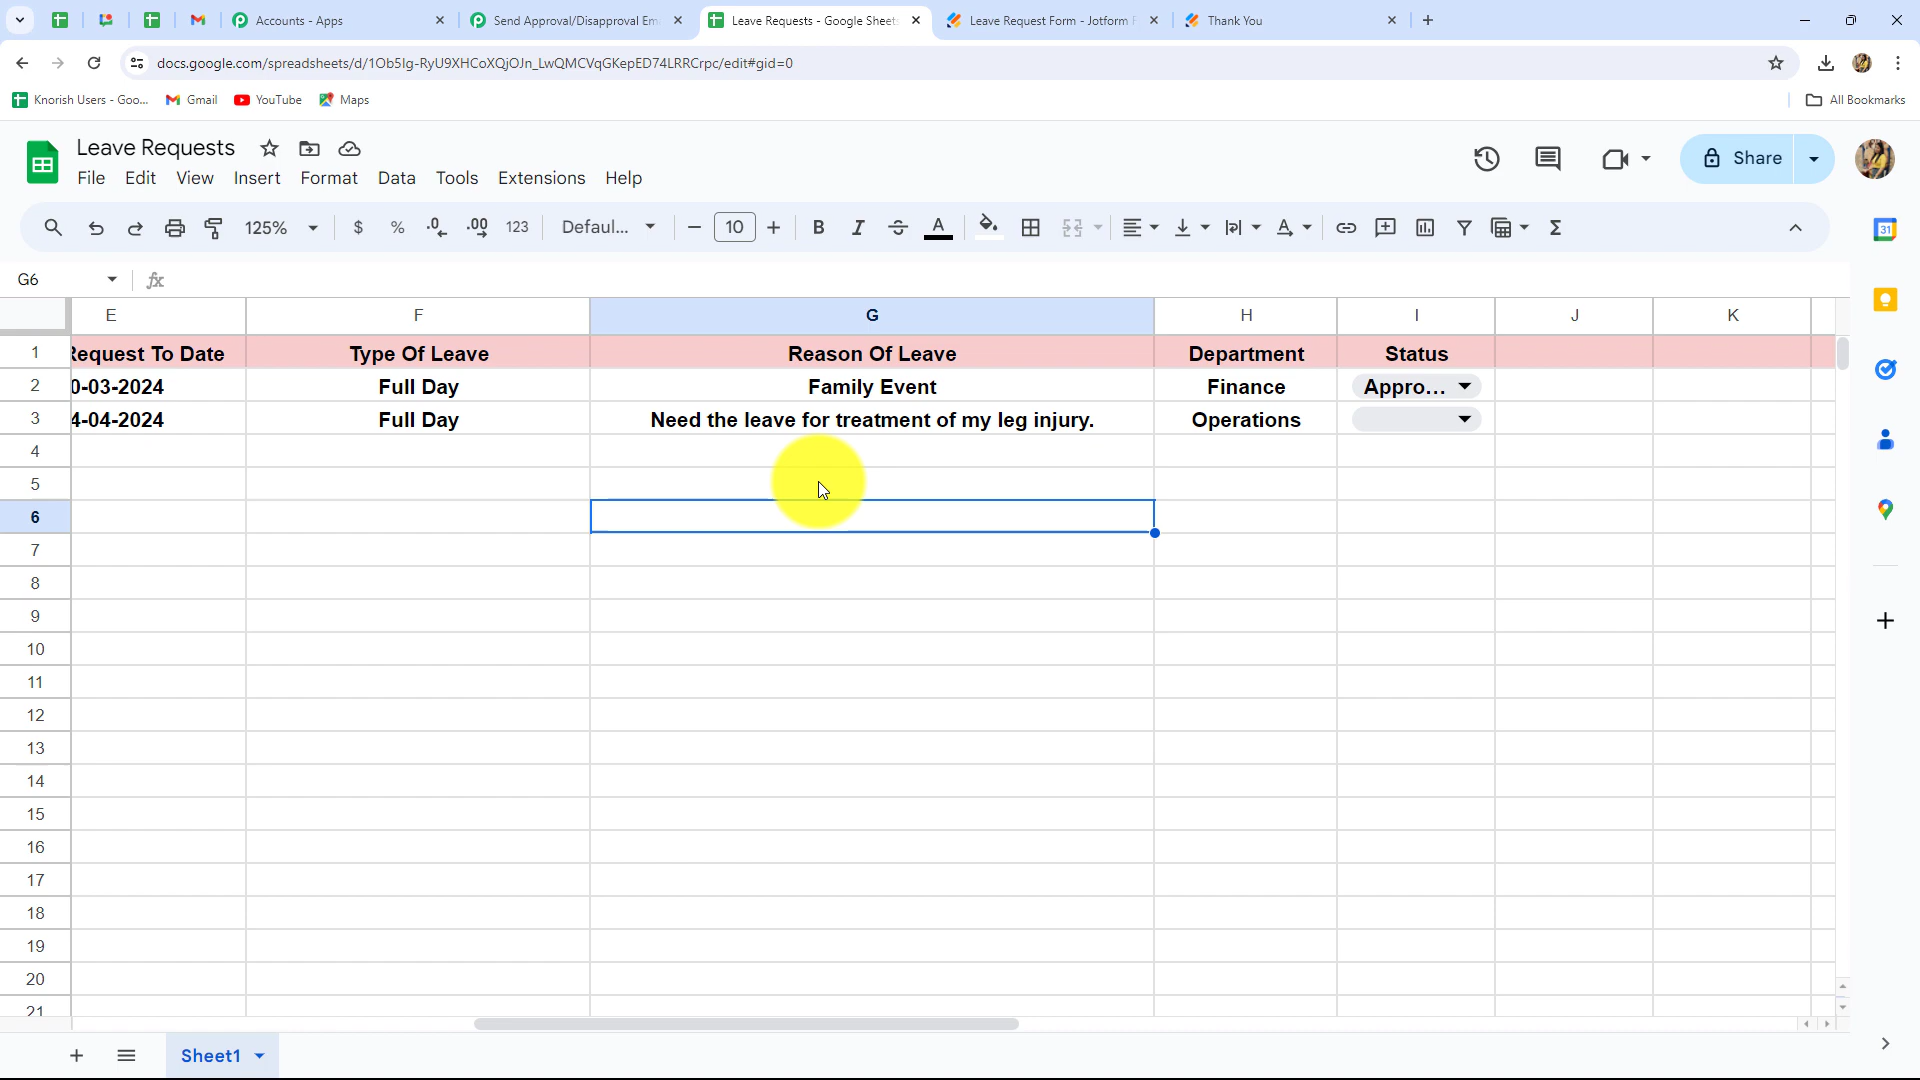 Accounts - Apps
Send Approval/Disapproval Em
Leave Requests - Google Sheets
Leave Request Form - Jotform F
Thank You
docs.google.com/spreadsheets/d/1Ob5Ig-RyU9XHCoXQjOJn_LwQMCVqGKepED74LRRCrpc/edit#gid=0
Knorish Users - Goo...
Gmail
YouTube
Maps
All Bookmarks
Leave Requests
Share
File
Edit
View
Insert
Format
Data
Tools
Extensions
Help
125%
$
%
.0
.00
123
Defaul...
10
B
I
S
A
A
Σ
31
G6
fx
E F G H I J K
1 Request To Date Type Of Leave Reason Of Leave Department Status
2 0-03-2024 Full Day Family Event Finance Appro...
3 4-04-2024 Full Day Need the leave for treatment of my leg injury. Operations
4
5
6
7
8
9
10
11
12
13
14
15
16
17
18
19
20
21
Sheet1